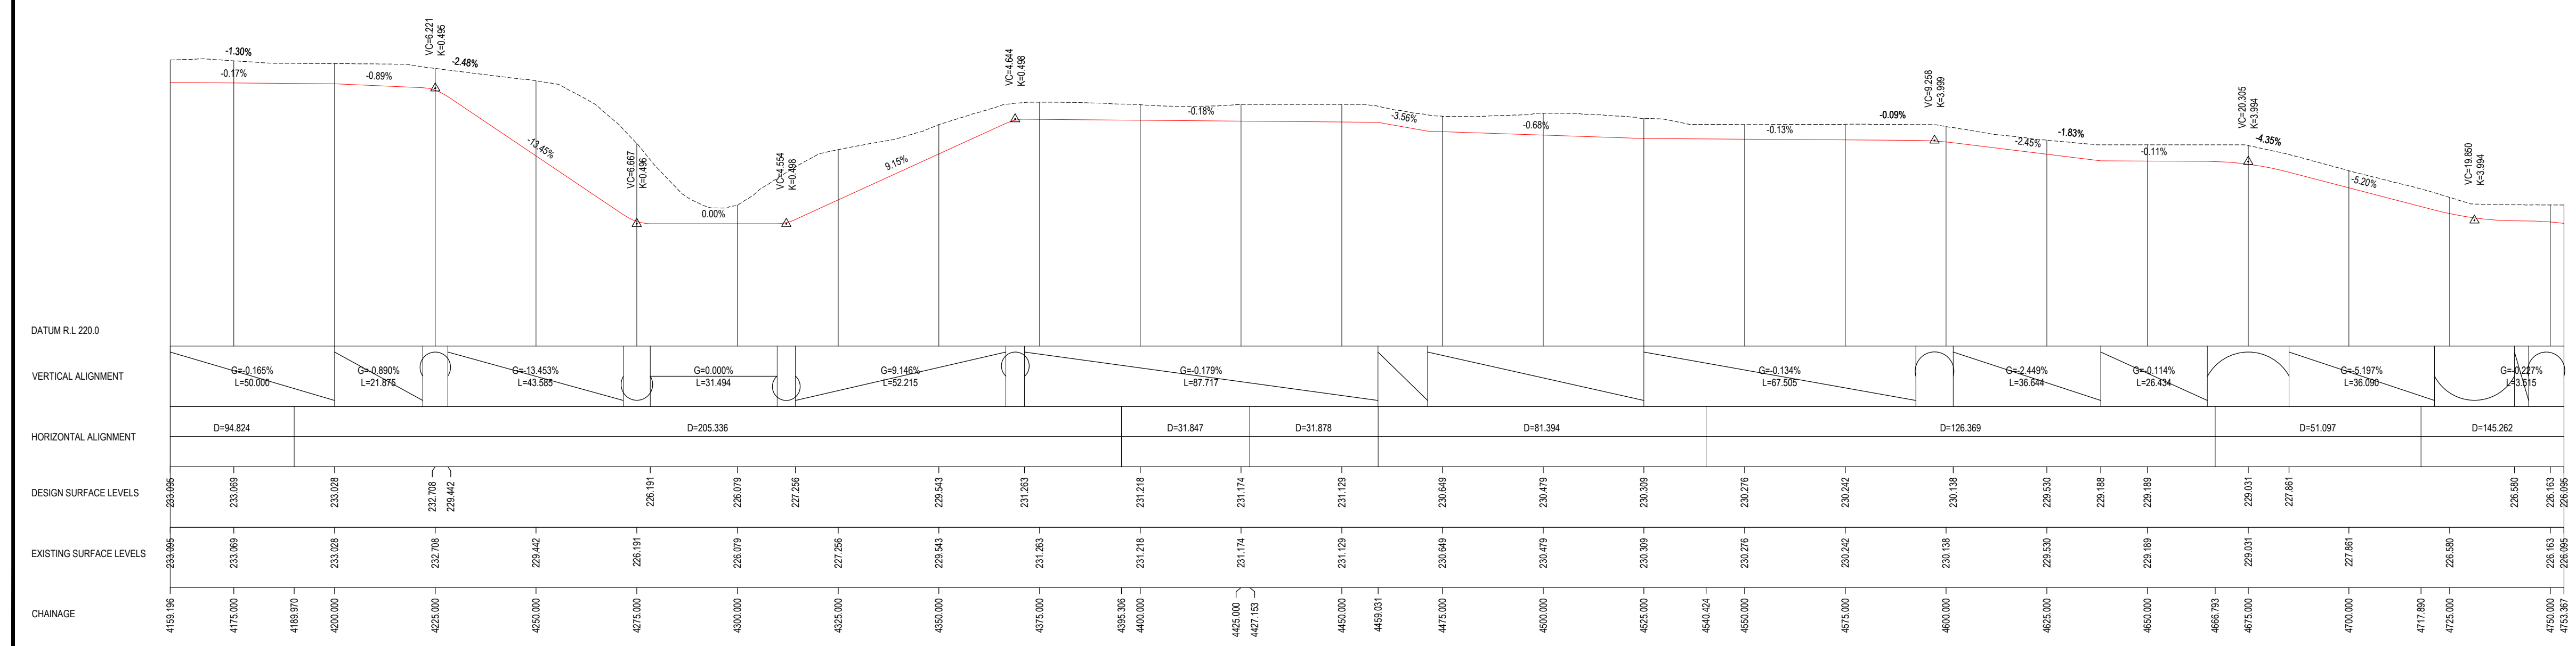 VC=6.221
K=0.495
VC=4.644
K=0.498
VC=9.258
K=3.999
VC=20.305
K=3.994
-1.30%
-2.48%
-0.17%
-0.89%
-13.45%
VC=6.667
K=0.496
VC=4.554
K=0.498
0.00%
9.15%
-0.18%
-3.56%
-0.68%
-0.13%
-0.09%
-2.45%
-1.83%
-0.11%
-4.35%
-5.20%
VC=19.850
K=3.994
DATUM R.L 220.0
VERTICAL ALIGNMENT
G=-0.165%
L=50.000
G=-0.890%
L=21.875
G=-13.453%
L=43.585
G=0.000%
L=31.494
G=9.146%
L=52.215
G=-0.179%
L=87.717
G=-0.134%
L=67.505
G=-2.449%
L=36.644
G=-0.114%
L=26.434
G=-5.197%
L=36.090
G=-0.227%
L=3.515
HORIZONTAL ALIGNMENT
D=94.824
D=205.336
D=31.847
D=31.878
D=81.394
D=126.369
D=51.097
D=145.262
DESIGN SURFACE LEVELS
233.095
233.069
233.028
232.708
229.442
226.191
226.079
227.256
229.543
231.263
231.218
231.174
231.129
230.649
230.479
230.309
230.276
230.242
230.138
229.530
229.188
229.189
229.031
227.861
226.580
226.163
226.095
EXISTING SURFACE LEVELS
233.095
233.069
233.028
232.708
229.442
226.191
226.079
227.256
229.543
231.263
231.218
231.174
231.129
230.649
230.479
230.309
230.276
230.242
230.138
229.530
229.189
229.031
227.861
226.580
226.163
226.095
CHAINAGE
4159.196
4175.000
4189.970
4200.000
4225.000
4250.000
4275.000
4300.000
4325.000
4350.000
4375.000
4395.306
4400.000
4425.000
4427.153
4450.000
4459.031
4475.000
4500.000
4525.000
4540.424
4550.000
4575.000
4600.000
4625.000
4650.000
4666.793
4675.000
4700.000
4717.890
4725.000
4750.000
4753.367